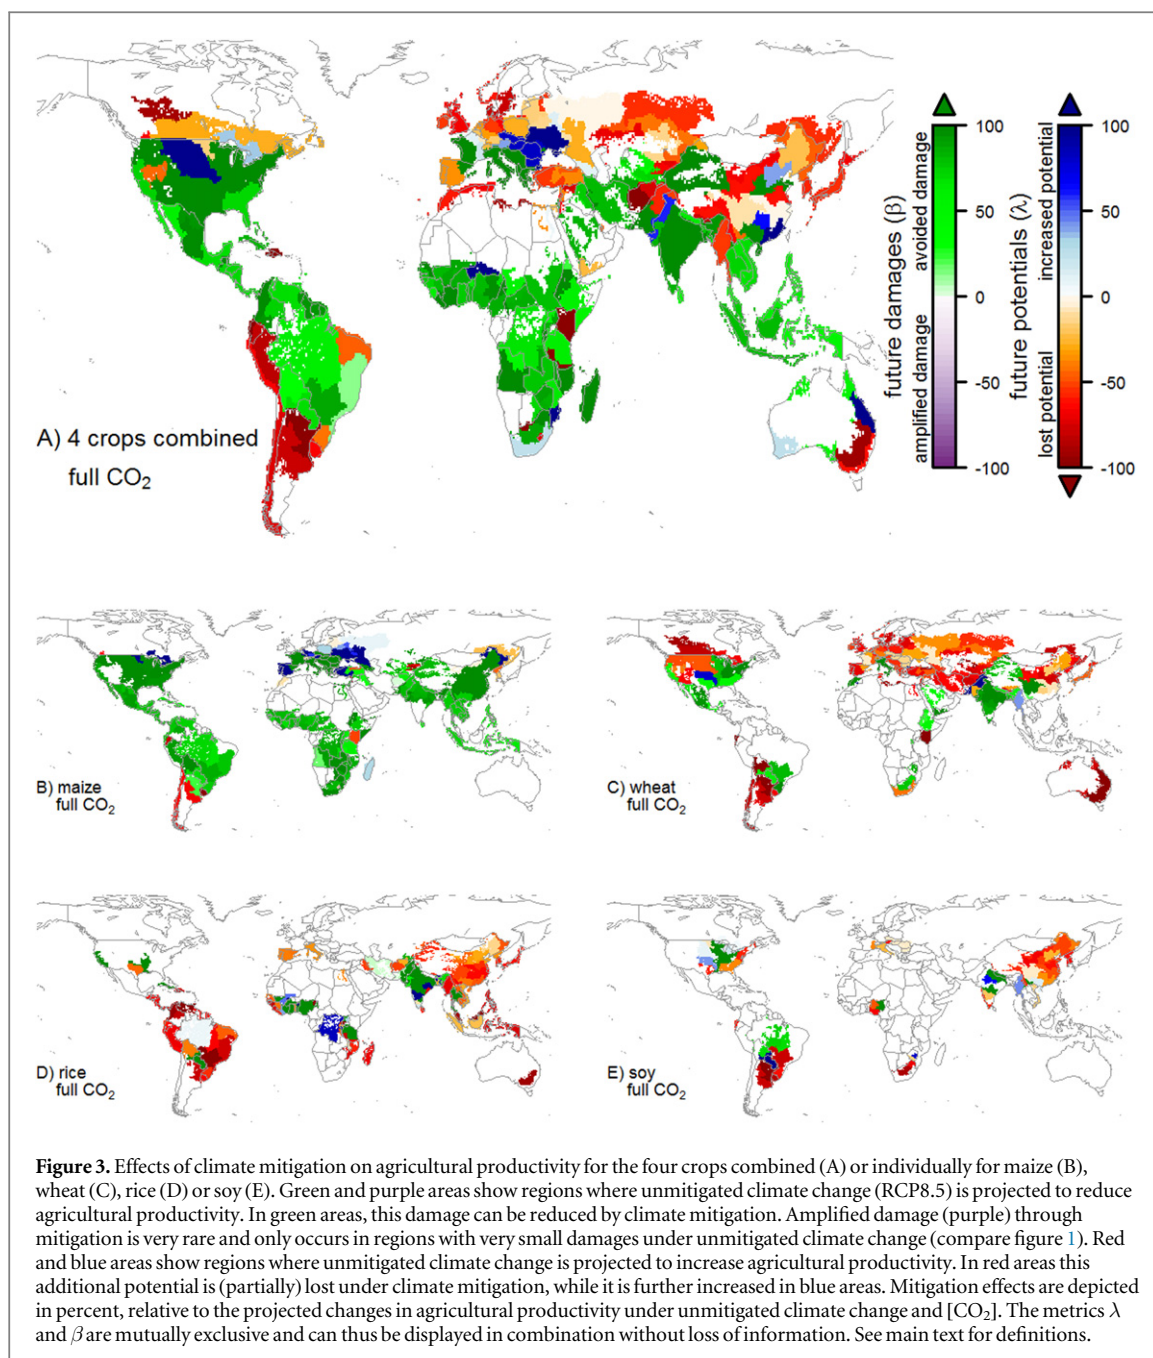 A) 4 crops combined
full CO₂
future damages (β)
avoided damage
amplified damage
100
50
0
-50
-100
future potentials (λ)
increased potential
lost potential
100
50
0
-50
-100
B) maize
full CO₂
C) wheat
full CO₂
D) rice
full CO₂
E) soy
full CO₂
Figure 3. Effects of climate mitigation on agricultural productivity for the four crops combined (A) or individually for maize (B),
wheat (C), rice (D) or soy (E). Green and purple areas show regions where unmitigated climate change (RCP8.5) is projected to reduce
agricultural productivity. In green areas, this damage can be reduced by climate mitigation. Amplified damage (purple) through
mitigation is very rare and only occurs in regions with very small damages under unmitigated climate change (compare figure 1). Red
and blue areas show regions where unmitigated climate change is projected to increase agricultural productivity. In red areas this
additional potential is (partially) lost under climate mitigation, while it is further increased in blue areas. Mitigation effects are depicted
in percent, relative to the projected changes in agricultural productivity under unmitigated climate change and [CO₂]. The metrics λ
and β are mutually exclusive and can thus be displayed in combination without loss of information. See main text for definitions.